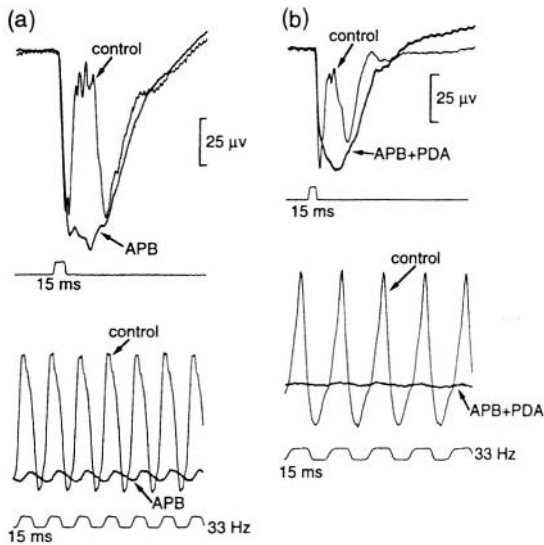 (a)
control
25 μv
APB
15 ms
control
APB
33 Hz
15 ms
(b)
control
25 μv
APB+PDA
15 ms
control
APB+PDA
33 Hz
15 ms